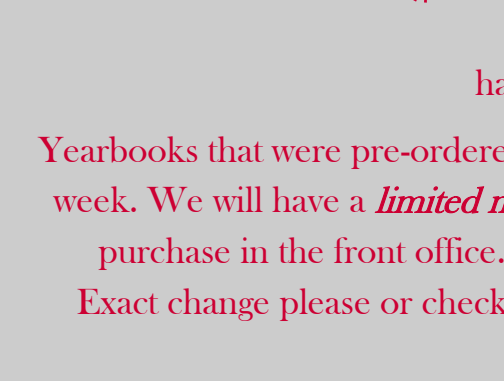 ha
Yearbooks that were pre-ordere
week. We will have a limited n
purchase in the front office.
Exact change please or check